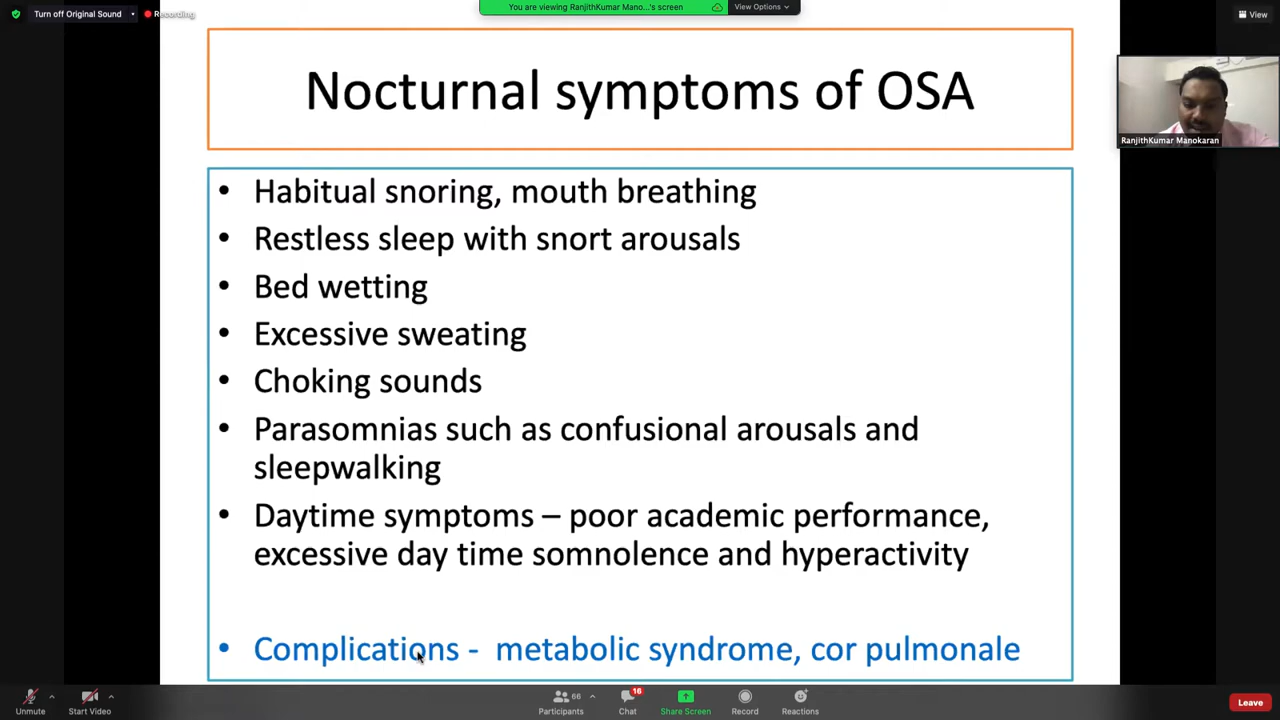 Turn off Original Sound
Recording
You are viewing RanjithKumar Mano...'s screen
View Options
View
Nocturnal symptoms of OSA
RanjithKumar Manokaran
• Habitual snoring, mouth breathing
• Restless sleep with snort arousals
• Bed wetting
• Excessive sweating
• Choking sounds
• Parasomnias such as confusional arousals and
sleepwalking
• Daytime symptoms – poor academic performance,
excessive day time somnolence and hyperactivity
• Complications - metabolic syndrome, cor pulmonale
Unmute
Start Video
66
Participants
16
Chat
Share Screen
Record
Reactions
Leave